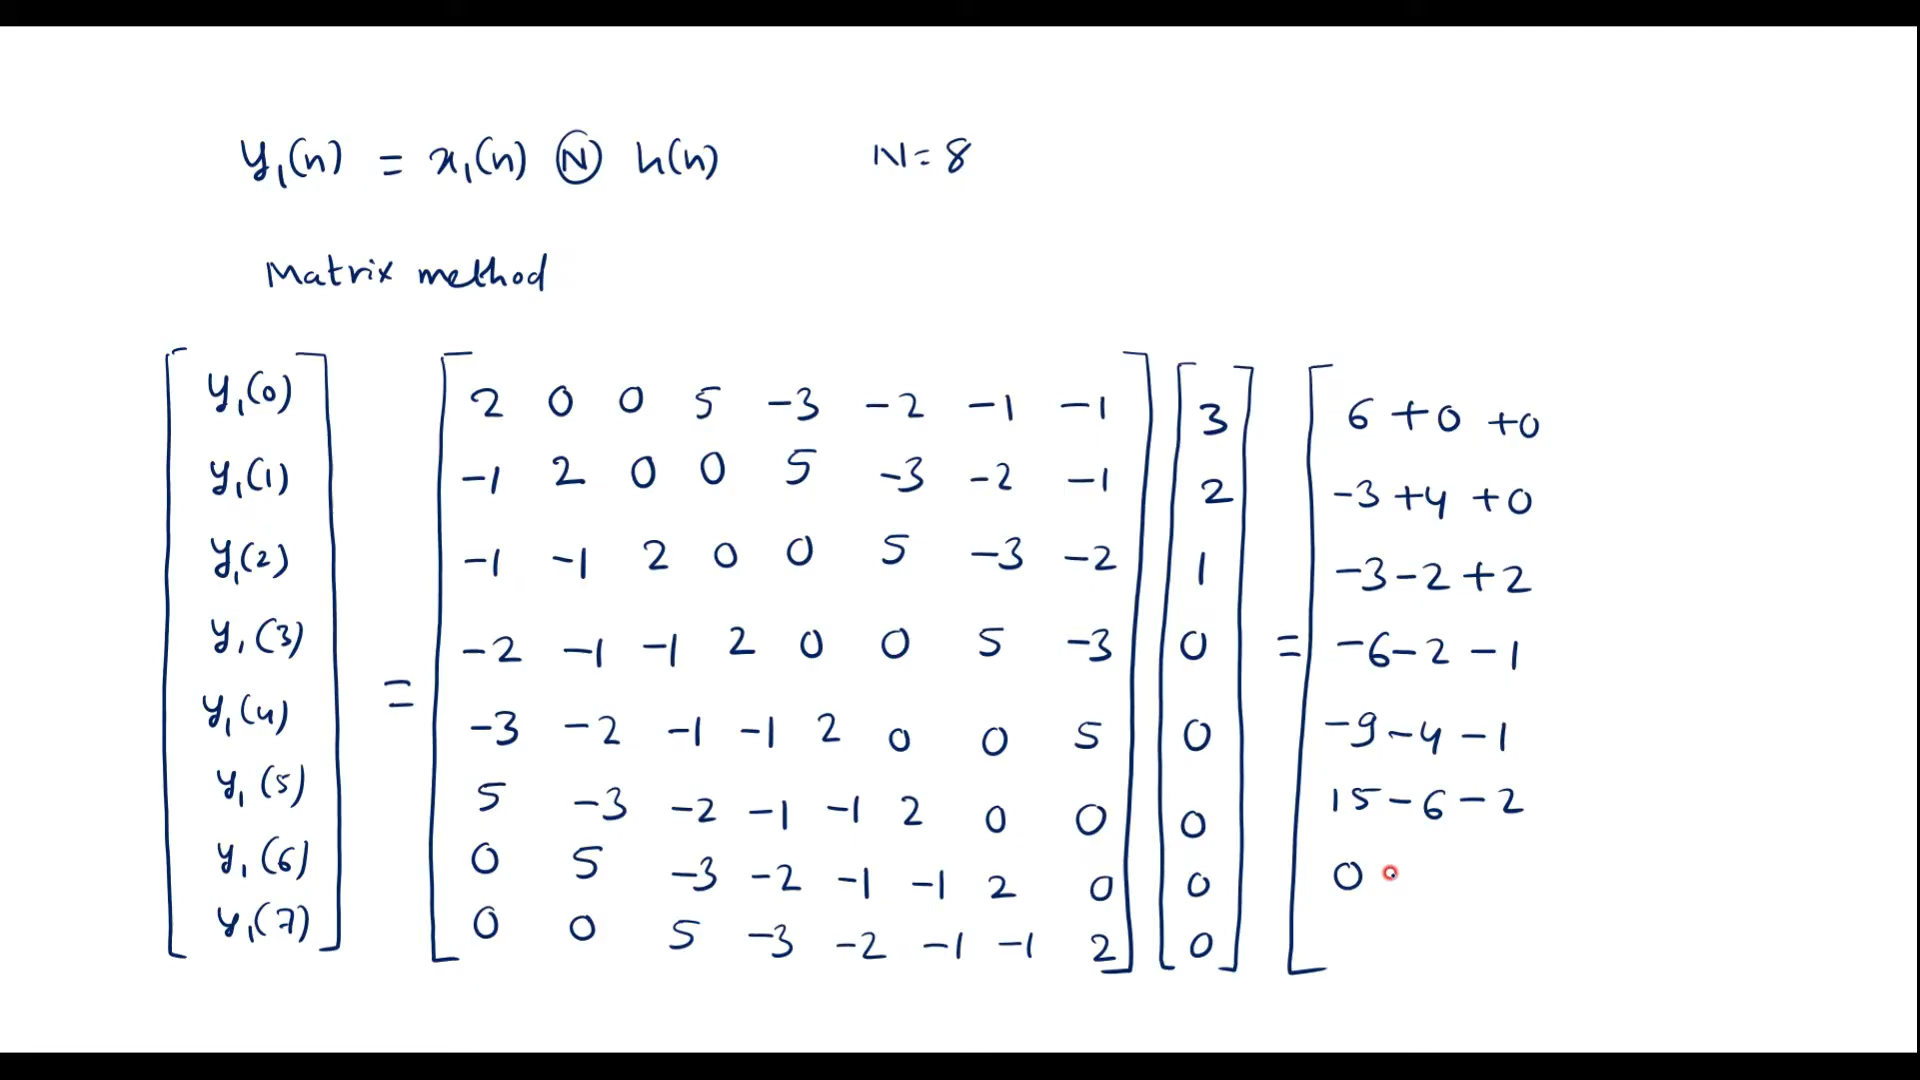 y₁(n) = x₁(n) Ⓝ h(n) N=8
Matrix method
y₁(0) 2 0 0 5 -3 -2 -1 -1 3 6 +0 +0
y₁(1) -1 2 0 0 5 -3 -2 -1 2 -3 +4 +0
y₁(2) -1 -1 2 0 0 5 -3 -2 1 -3 -2 +2
y₁(3) -2 -1 -1 2 0 0 5 -3 0 = -6 -2 -1
y₁(4) = -3 -2 -1 -1 2 0 0 5 0 -9 -4 -1
y₁(5) 5 -3 -2 -1 -1 2 0 0 0 15 -6 -2
y₁(6) 0 5 -3 -2 -1 -1 2 0 0 0
y₁(7) 0 0 5 -3 -2 -1 -1 2 0